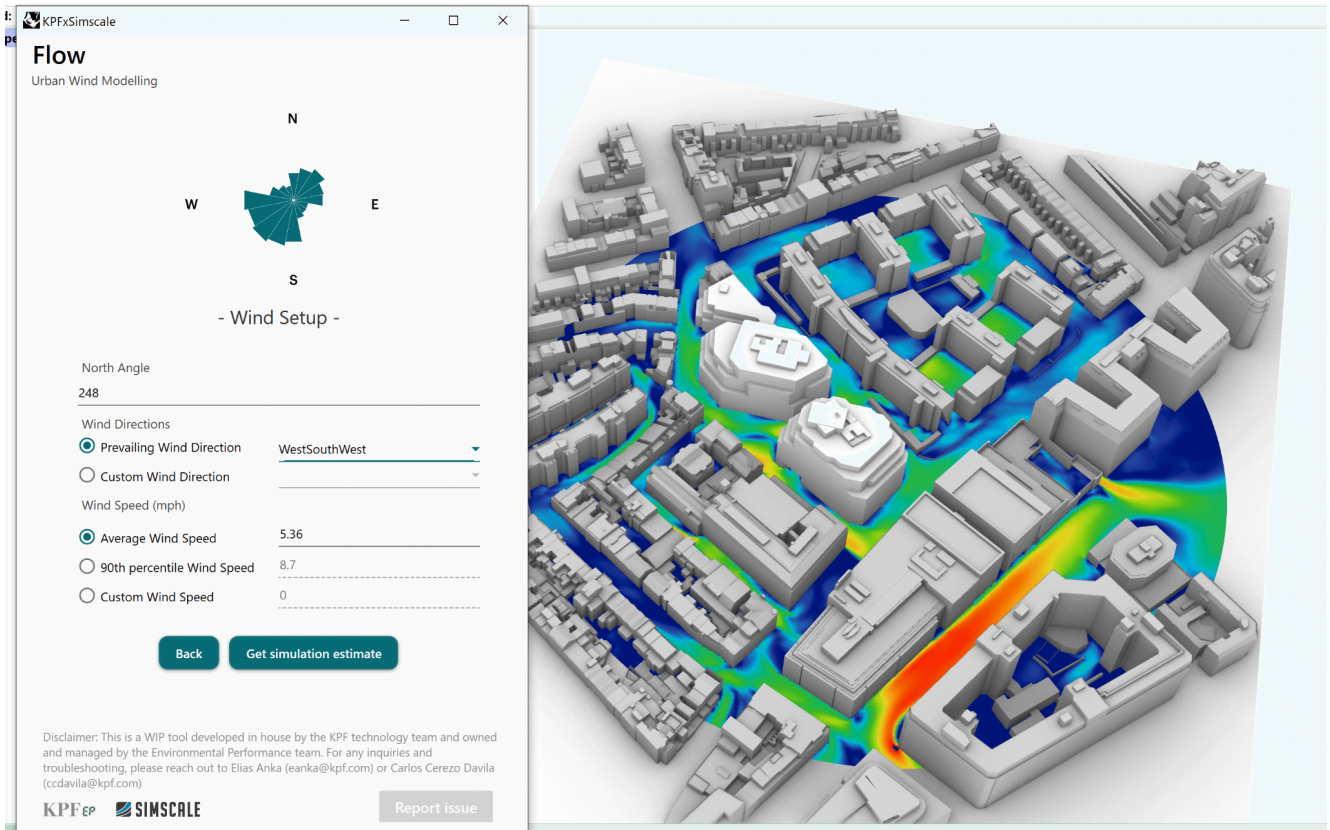 KPFxSimscale
Flow
Urban Wind Modelling
N
W
E
S
- Wind Setup -
North Angle
248
Wind Directions
Prevailing Wind Direction
WestSouthWest
Custom Wind Direction
Wind Speed (mph)
Average Wind Speed
5.36
90th percentile Wind Speed
8.7
Custom Wind Speed
0
Back
Get simulation estimate
Disclaimer: This is a WIP tool developed in house by the KPF technology team and owned
and managed by the Environmental Performance team. For any inquiries and
troubleshooting, please reach out to Elias Anka (eanka@kpf.com) or Carlos Cerezo Davila
(ccdavila@kpf.com)
KPF EP
SIMSCALE
Report issue